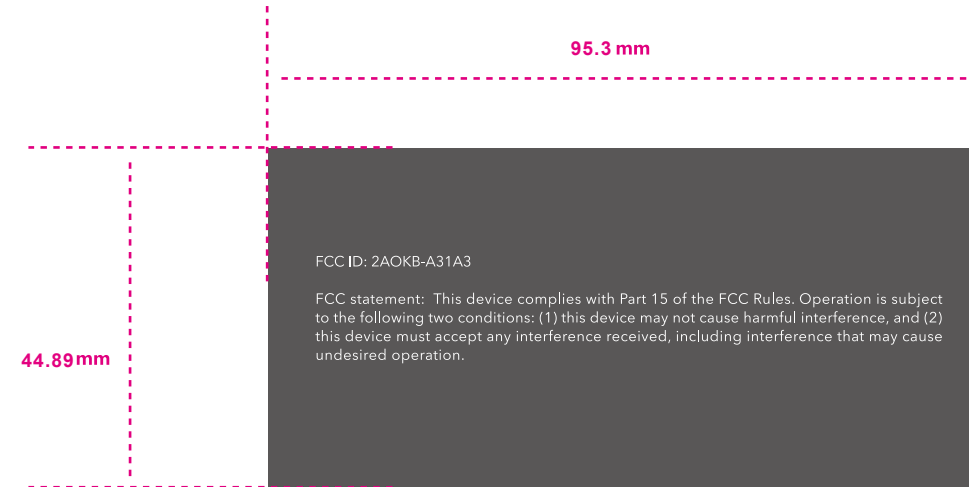 95.3 mm
FCC ID: 2AOKB-A31A3
FCC statement: This device complies with Part 15 of the FCC Rules. Operation is subject
to the following two conditions: (1) this device may not cause harmful interference, and (2)
this device must accept any interference received, including interference that may cause
undesired operation.
44.89 mm